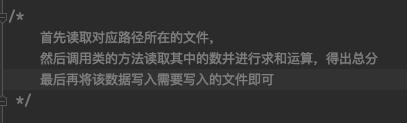 /*
首先读取对应路径所在的文件，
然后调用类的方法读取其中的数并进行求和运算，得出总分
最后再将该数据写入需要写入的文件即可
*/